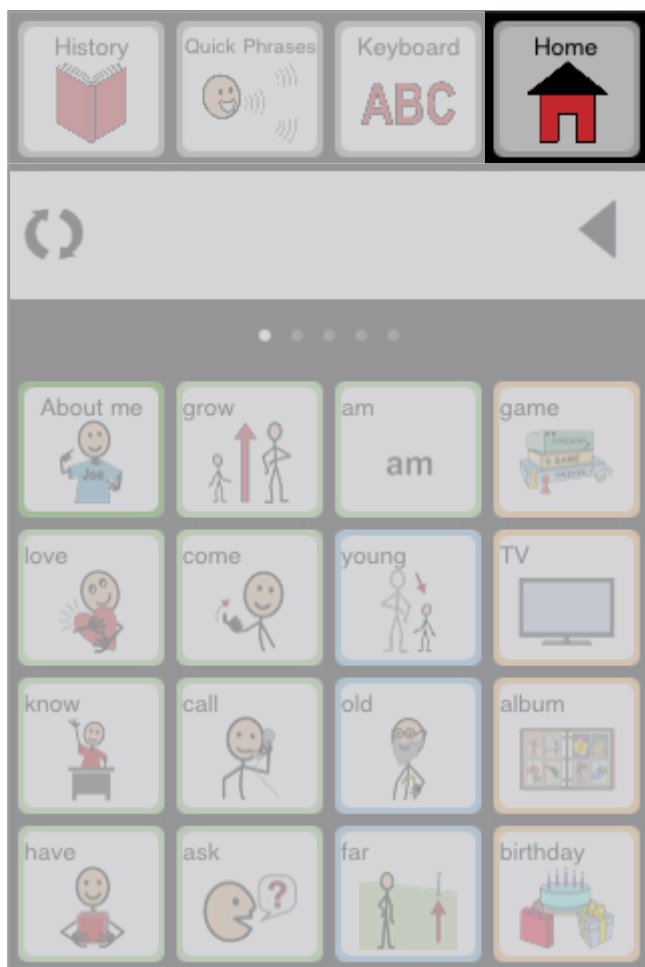 History
Quick Phrases
Keyboard
Home
ABC
About me
grow
am
game
Joe
am
GAME
love
come
young
TV
know
call
old
album
have
ask
far
birthday
?